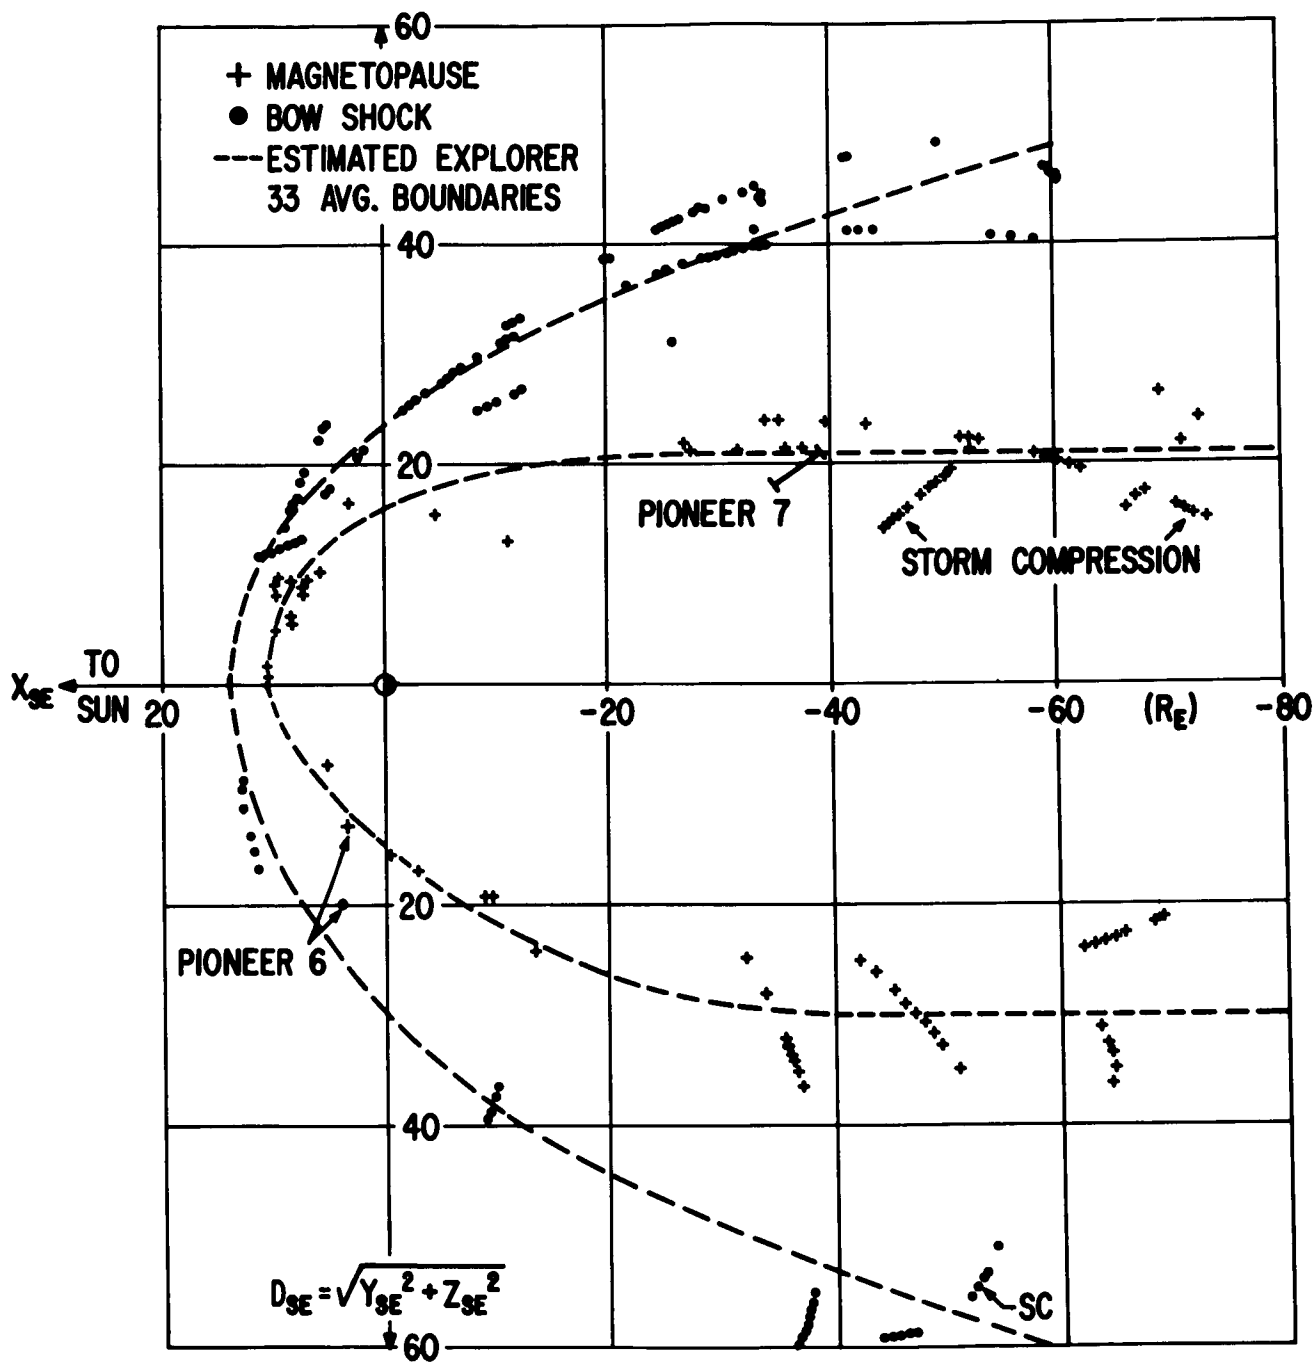 60
+ MAGNETOPAUSE
● BOW SHOCK
---ESTIMATED EXPLORER
33 AVG. BOUNDARIES
40
20
PIONEER 7
STORM COMPRESSION
TO
X_SE
SUN
20
-20
-40
-60
(R_E)
-80
20
PIONEER 6
40
D_SE = √Y_SE² + Z_SE²
SC
60